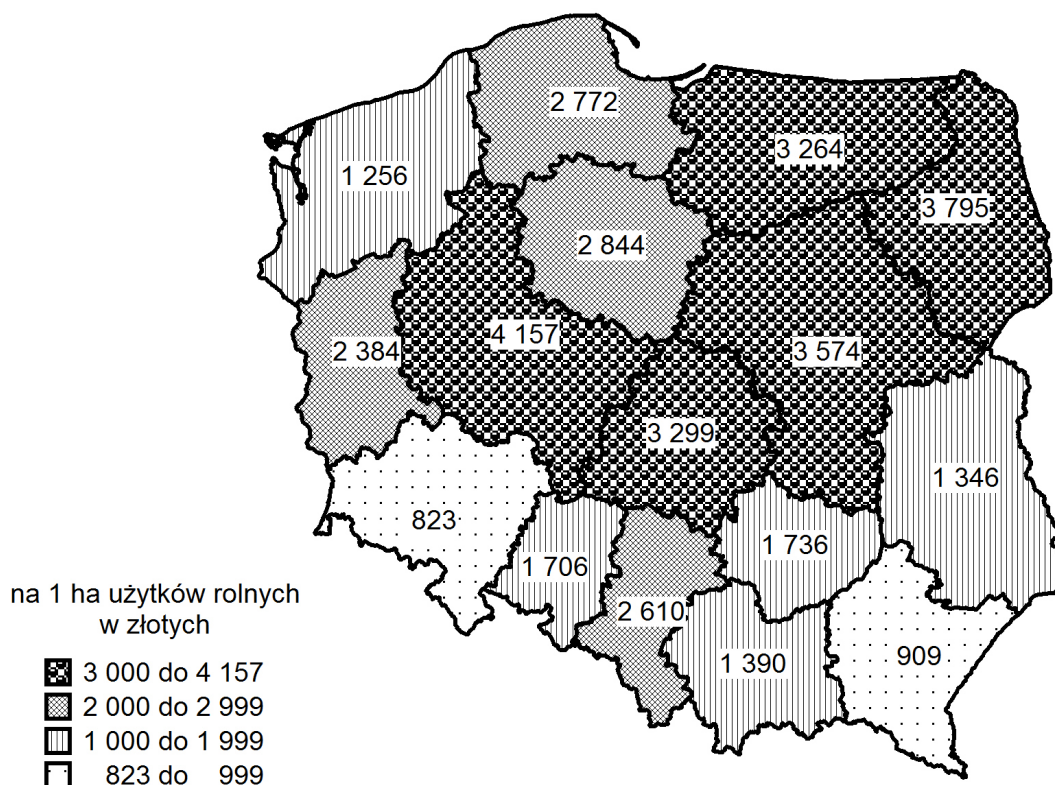 2 772
3 264
1 256
3 795
2 844
4 157
2 384
3 574
3 299
1 346
823
1 736
1 706
2 610
909
1 390
na 1 ha użytków rolnych
w złotych
3 000 do 4 157
2 000 do 2 999
1 000 do 1 999
823 do 999